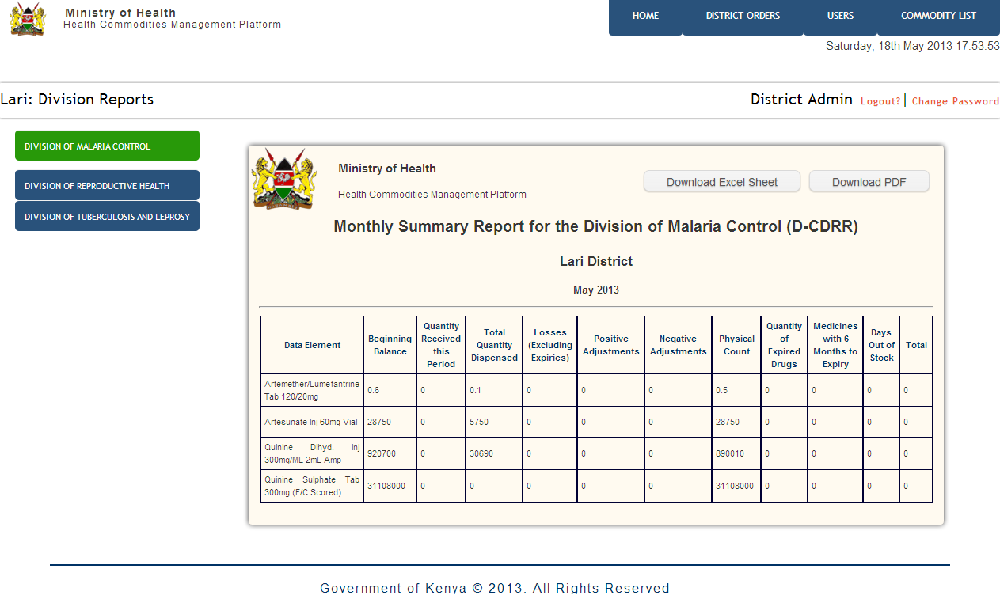 Ministry of Health
Health Commodities Management Platform
HOME DISTRICT ORDERS USERS COMMODITY LIST
Saturday, 18th May 2013 17:53:53
Lari: Division Reports
District Admin Logout? | Change Password
DIVISION OF MALARIA CONTROL
DIVISION OF REPRODUCTIVE HEALTH
DIVISION OF TUBERCULOSIS AND LEPROSY
Ministry of Health
Health Commodities Management Platform
Download Excel Sheet Download PDF
Monthly Summary Report for the Division of Malaria Control (D-CDRR)
Lari District
May 2013
Data Element
Beginning
Balance
Quantity
Received
this
Period
Total
Quantity
Dispensed
Losses
(Excluding
Expiries)
Positive
Adjustments
Negative
Adjustments
Physical
Count
Quantity
of
Expired
Drugs
Medicines
with 6
Months to
Expiry
Days
Out of
Stock
Total
Artemether/Lumefantrine
Tab 120/20mg
0.6 0 0.1 0 0 0 0.5 0 0 0 0
Artesunate Inj 60mg Vial 28750 0 5750 0 0 0 28750 0 0 0 0
Quinine Dihyd. Inj
300mg/ML 2mL Amp
920700 0 30690 0 0 0 890010 0 0 0 0
Quinine Sulphate Tab
300mg (F/C Scored)
31108000 0 0 0 0 0 31108000 0 0 0 0
Government of Kenya © 2013. All Rights Reserved